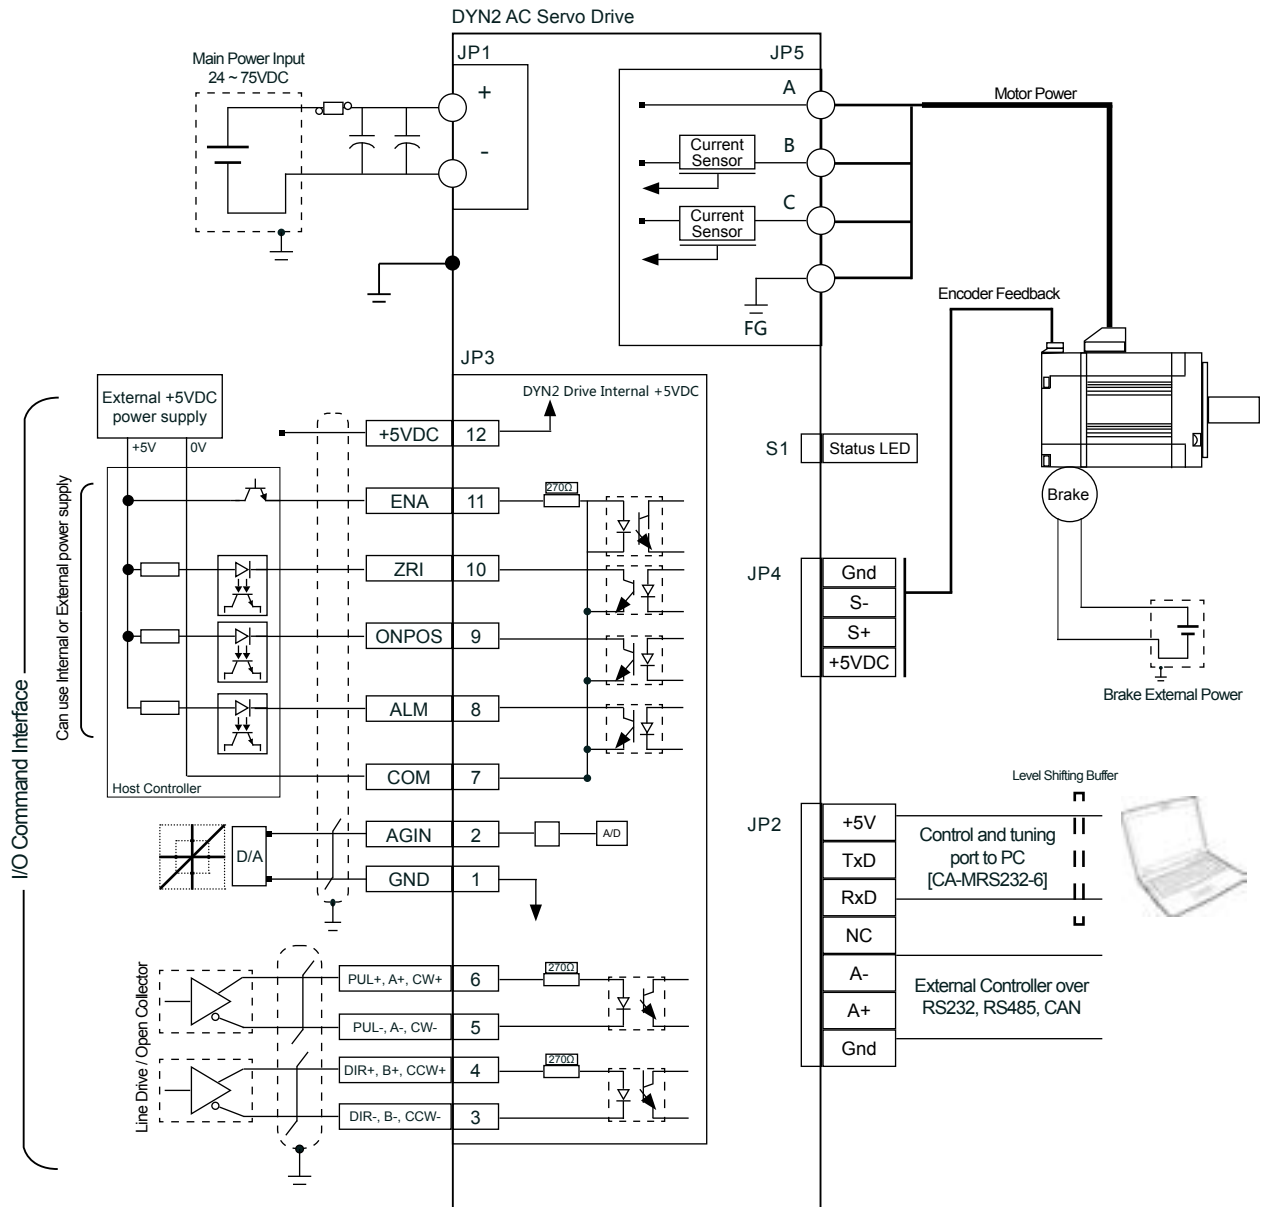 DYN2 AC Servo Drive
Main Power Input
24 ~ 75VDC
JP1
+
-
JP5
A
B
C
Current
Sensor
Current
Sensor
FG
Motor Power
Encoder Feedback
Brake
Brake External Power
JP3
DYN2 Drive Internal +5VDC
I/O Command Interface
Can use Internal or External power supply
External +5VDC
power supply
+5V
0V
Host Controller
+5VDC 12
ENA 11
270Ω
ZRI 10
ONPOS 9
ALM 8
COM 7
D/A
AGIN 2
A/D
GND 1
Line Drive / Open Collector
PUL+, A+, CW+ 6
270Ω
PUL-, A-, CW- 5
DIR+, B+, CCW+ 4
270Ω
DIR-, B-, CCW- 3
S1
Status LED
JP4
Gnd
S-
S+
+5VDC
JP2
+5V
TxD
RxD
NC
A-
A+
Gnd
Level Shifting Buffer
Control and tuning
port to PC
[CA-MRS232-6]
External Controller over
RS232, RS485, CAN